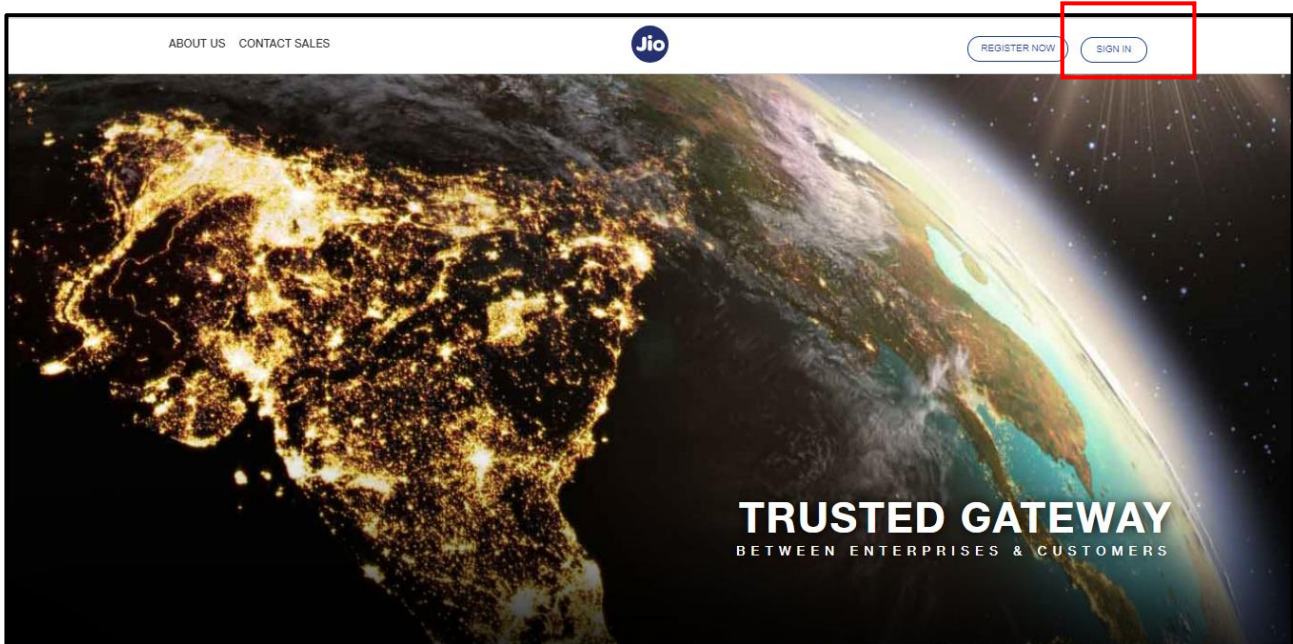 ABOUT US CONTACT SALES Jio REGISTER NOW SIGN IN
TRUSTED GATEWAY
BETWEEN ENTERPRISES & CUSTOMERS